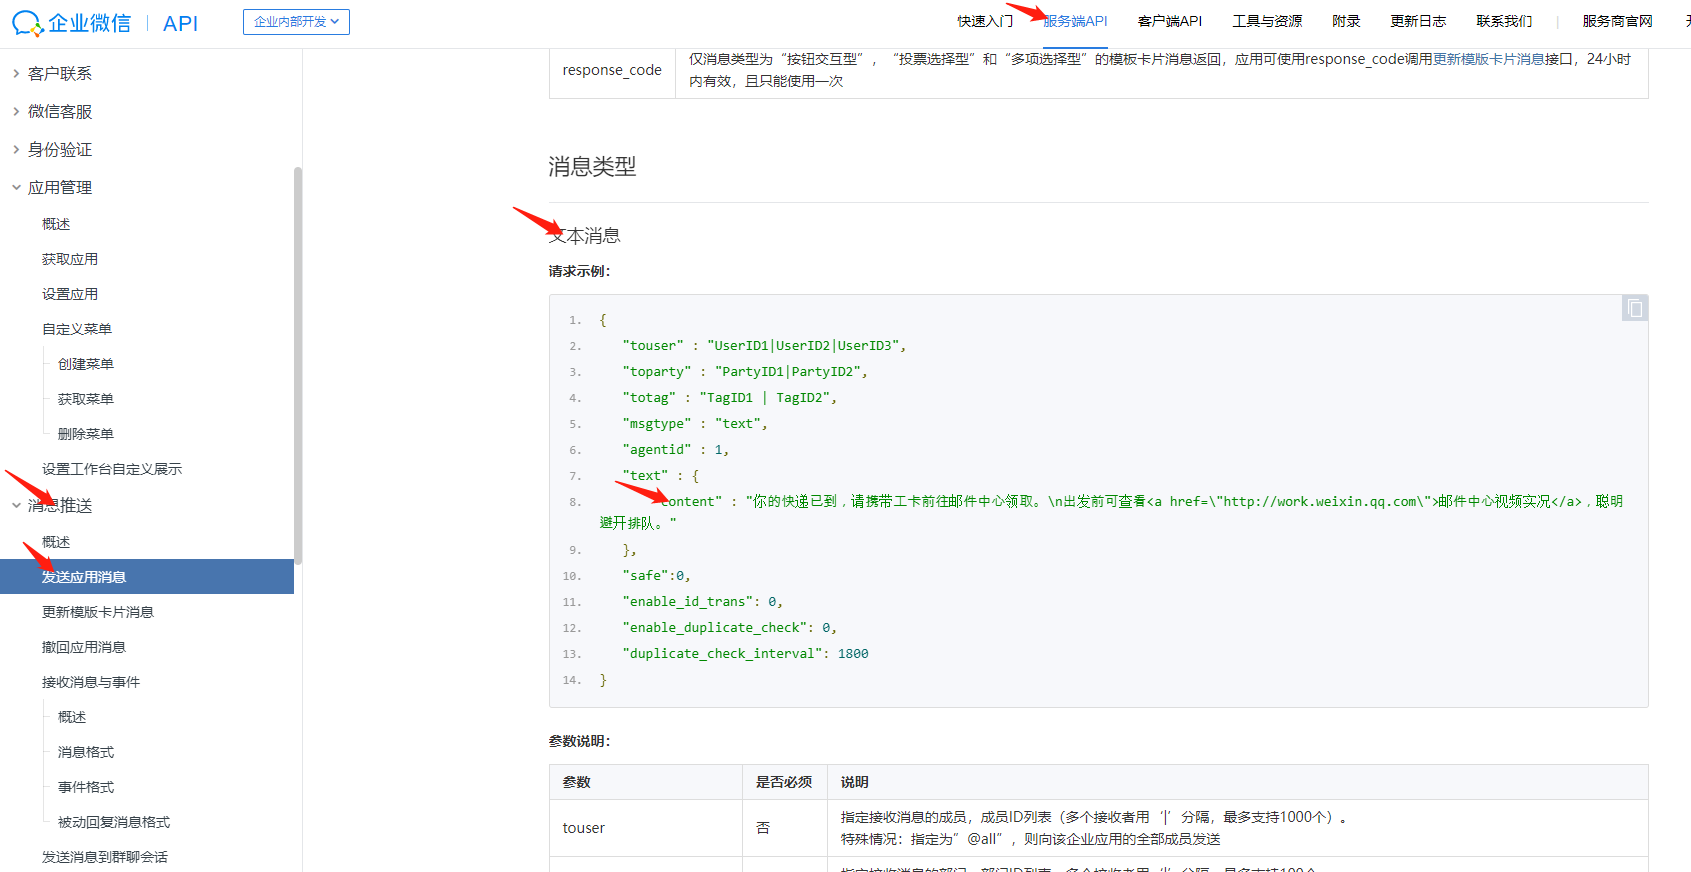 企业微信 API 企业内部开发 快速入门 服务端API 客户端API 工具与资源 附录 更新日志 联系我们 服务商官网
客户联系
微信客服
身份验证
应用管理
概述
获取应用
设置应用
自定义菜单
创建菜单
获取菜单
删除菜单
设置工作台自定义展示
消息推送
概述
发送应用消息
更新模版卡片消息
撤回应用消息
接收消息与事件
概述
消息格式
事件格式
被动回复消息格式
发送消息到群聊会话
response_code
仅消息类型为“按钮交互型”，“投票选择型”和“多项选择型”的模板卡片消息返回，应用可使用response_code调用更新模版卡片消息接口，24小时
内有效，且只能使用一次
消息类型
文本消息
请求示例：
1. {
2. "touser" : "UserID1|UserID2|UserID3",
3. "toparty" : "PartyID1|PartyID2",
4. "totag" : "TagID1 | TagID2",
5. "msgtype" : "text",
6. "agentid" : 1,
7. "text" : {
8. ontent" : "你的快递已到，请携带工卡前往邮件中心领取。\n出发前可查看<a href=\"http://work.weixin.qq.com\">邮件中心视频实况</a>，聪明
避开排队。"
9. },
10. "safe":0,
11. "enable_id_trans": 0,
12. "enable_duplicate_check": 0,
13. "duplicate_check_interval": 1800
14. }
参数说明：
参数 是否必须 说明
touser 否 指定接收消息的成员，成员ID列表（多个接收者用‘|’分隔，最多支持1000个）。
特殊情况：指定为”@all”，则向该企业应用的全部成员发送